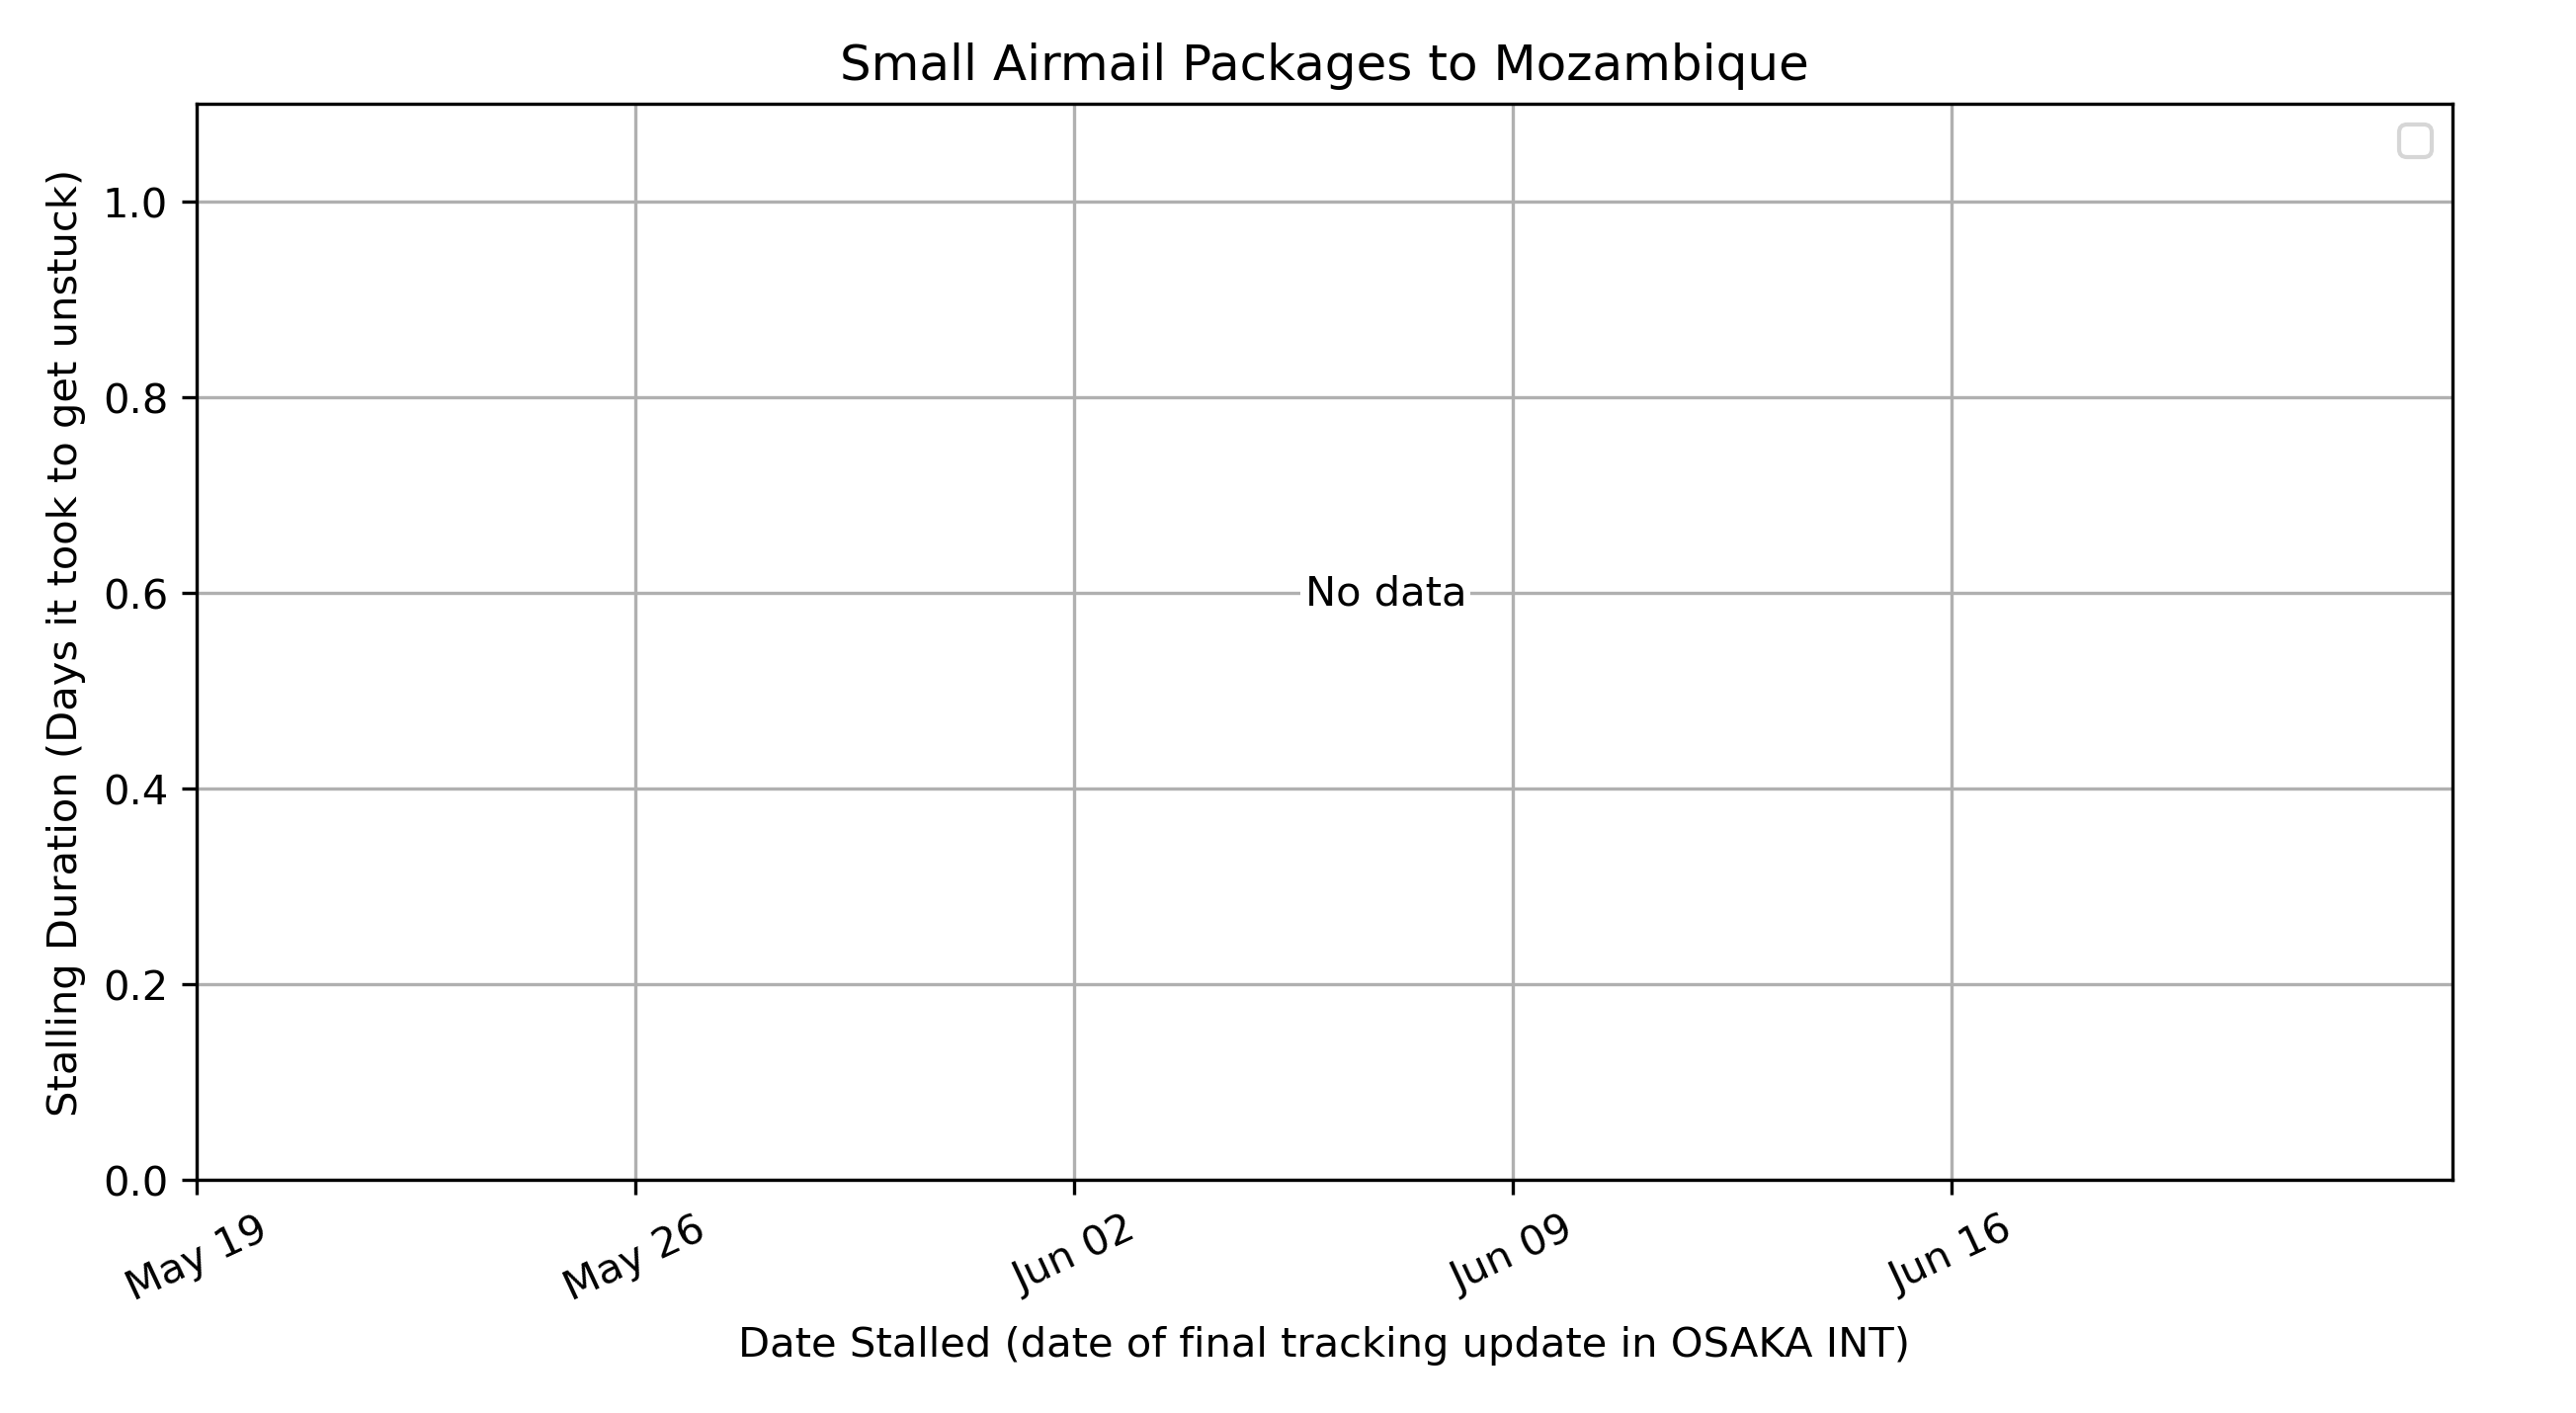 Small Airmail Packages to Mozambique
Stalling Duration (Days it took to get unstuck)
1.0
0.8
0.6
0.4
0.2
0.0
No data
May 19
May 26
Jun 02
Jun 09
Jun 16
Date Stalled (date of final tracking update in OSAKA INT)